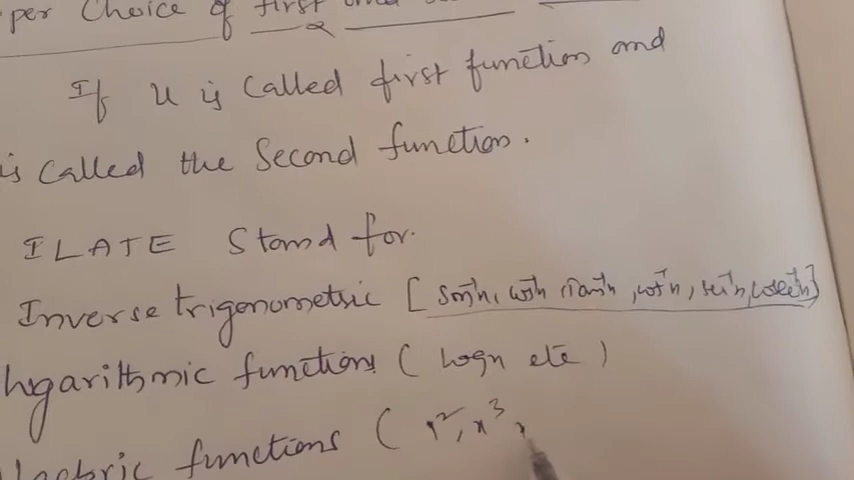 per Choice of first and
If u is called first function and
is called the Second function.
ILATE Stand for.
Inverse trigonometric [ sin⁻¹x, cos⁻¹x, tan⁻¹x, cot⁻¹x, sec⁻¹x, cosec⁻¹x]
logarithmic functions ( logx etc )
functions ( x², x³,